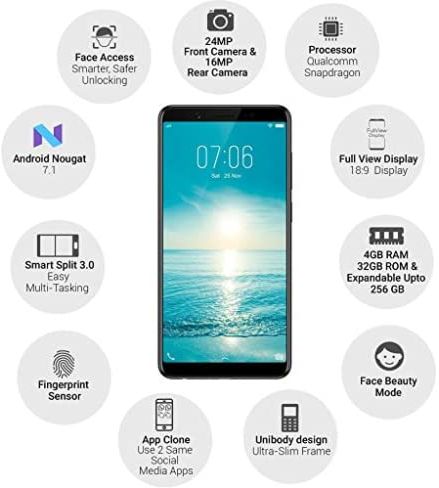 Face Access
Smarter, Safer
Unlocking
24MP
Front Camera &
16MP
Rear Camera
Processor
Qualcomm
Snapdragon
Android Nougat
7.1
07:06
Sat 25 Nov
FullView
Display
Full View Display
18:9 Display
Smart Split 3.0
Easy
Multi-Tasking
4GB RAM
32GB ROM &
Expandable Upto
256 GB
Fingerprint
Sensor
Face Beauty
Mode
App Clone
Use 2 Same
Social
Media Apps
Unibody design
Ultra-Slim Frame